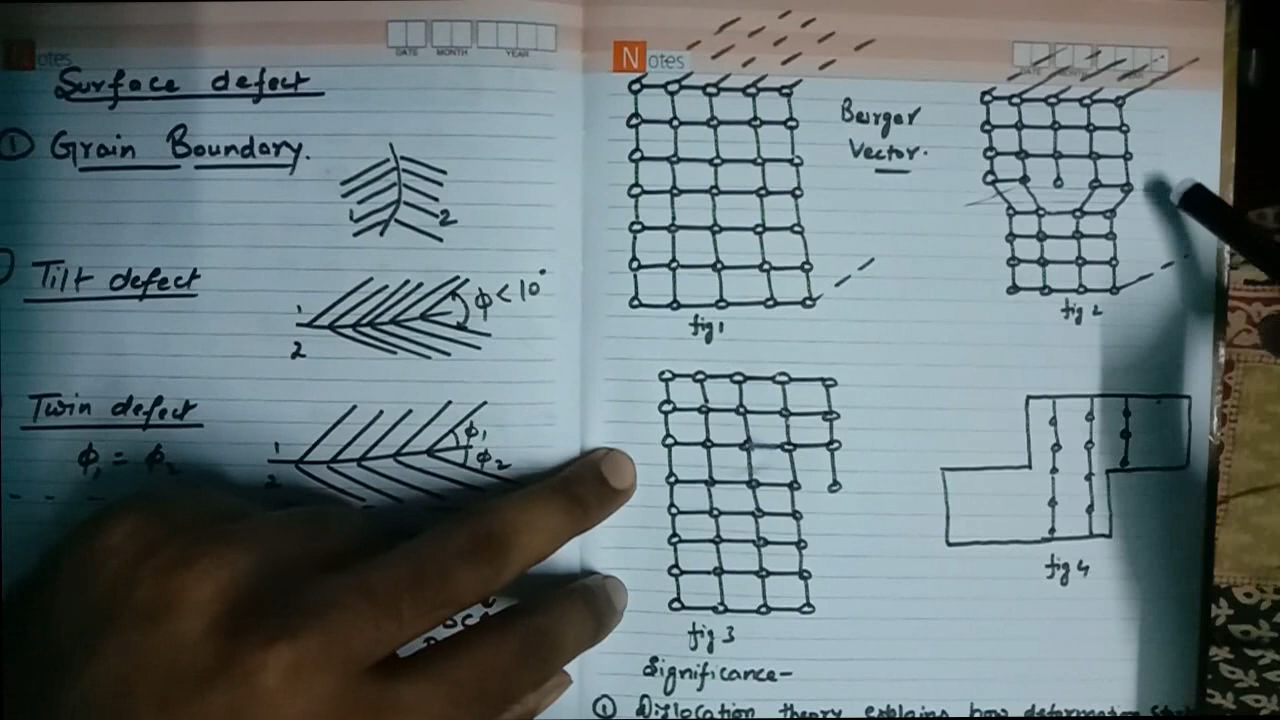 Notes
DATE MONTH YEAR
Surface defect
① Grain Boundary.
1 2
Tilt defect
1 2
ϕ<10°
Twin defect
ϕ₁ = ϕ₂
1 2
ϕ₁
ϕ₂
Notes
Burgar
Vector.
fig 1
fig 2
fig 3
fig 4
Significance-
① Dislocation theory explains how deformation